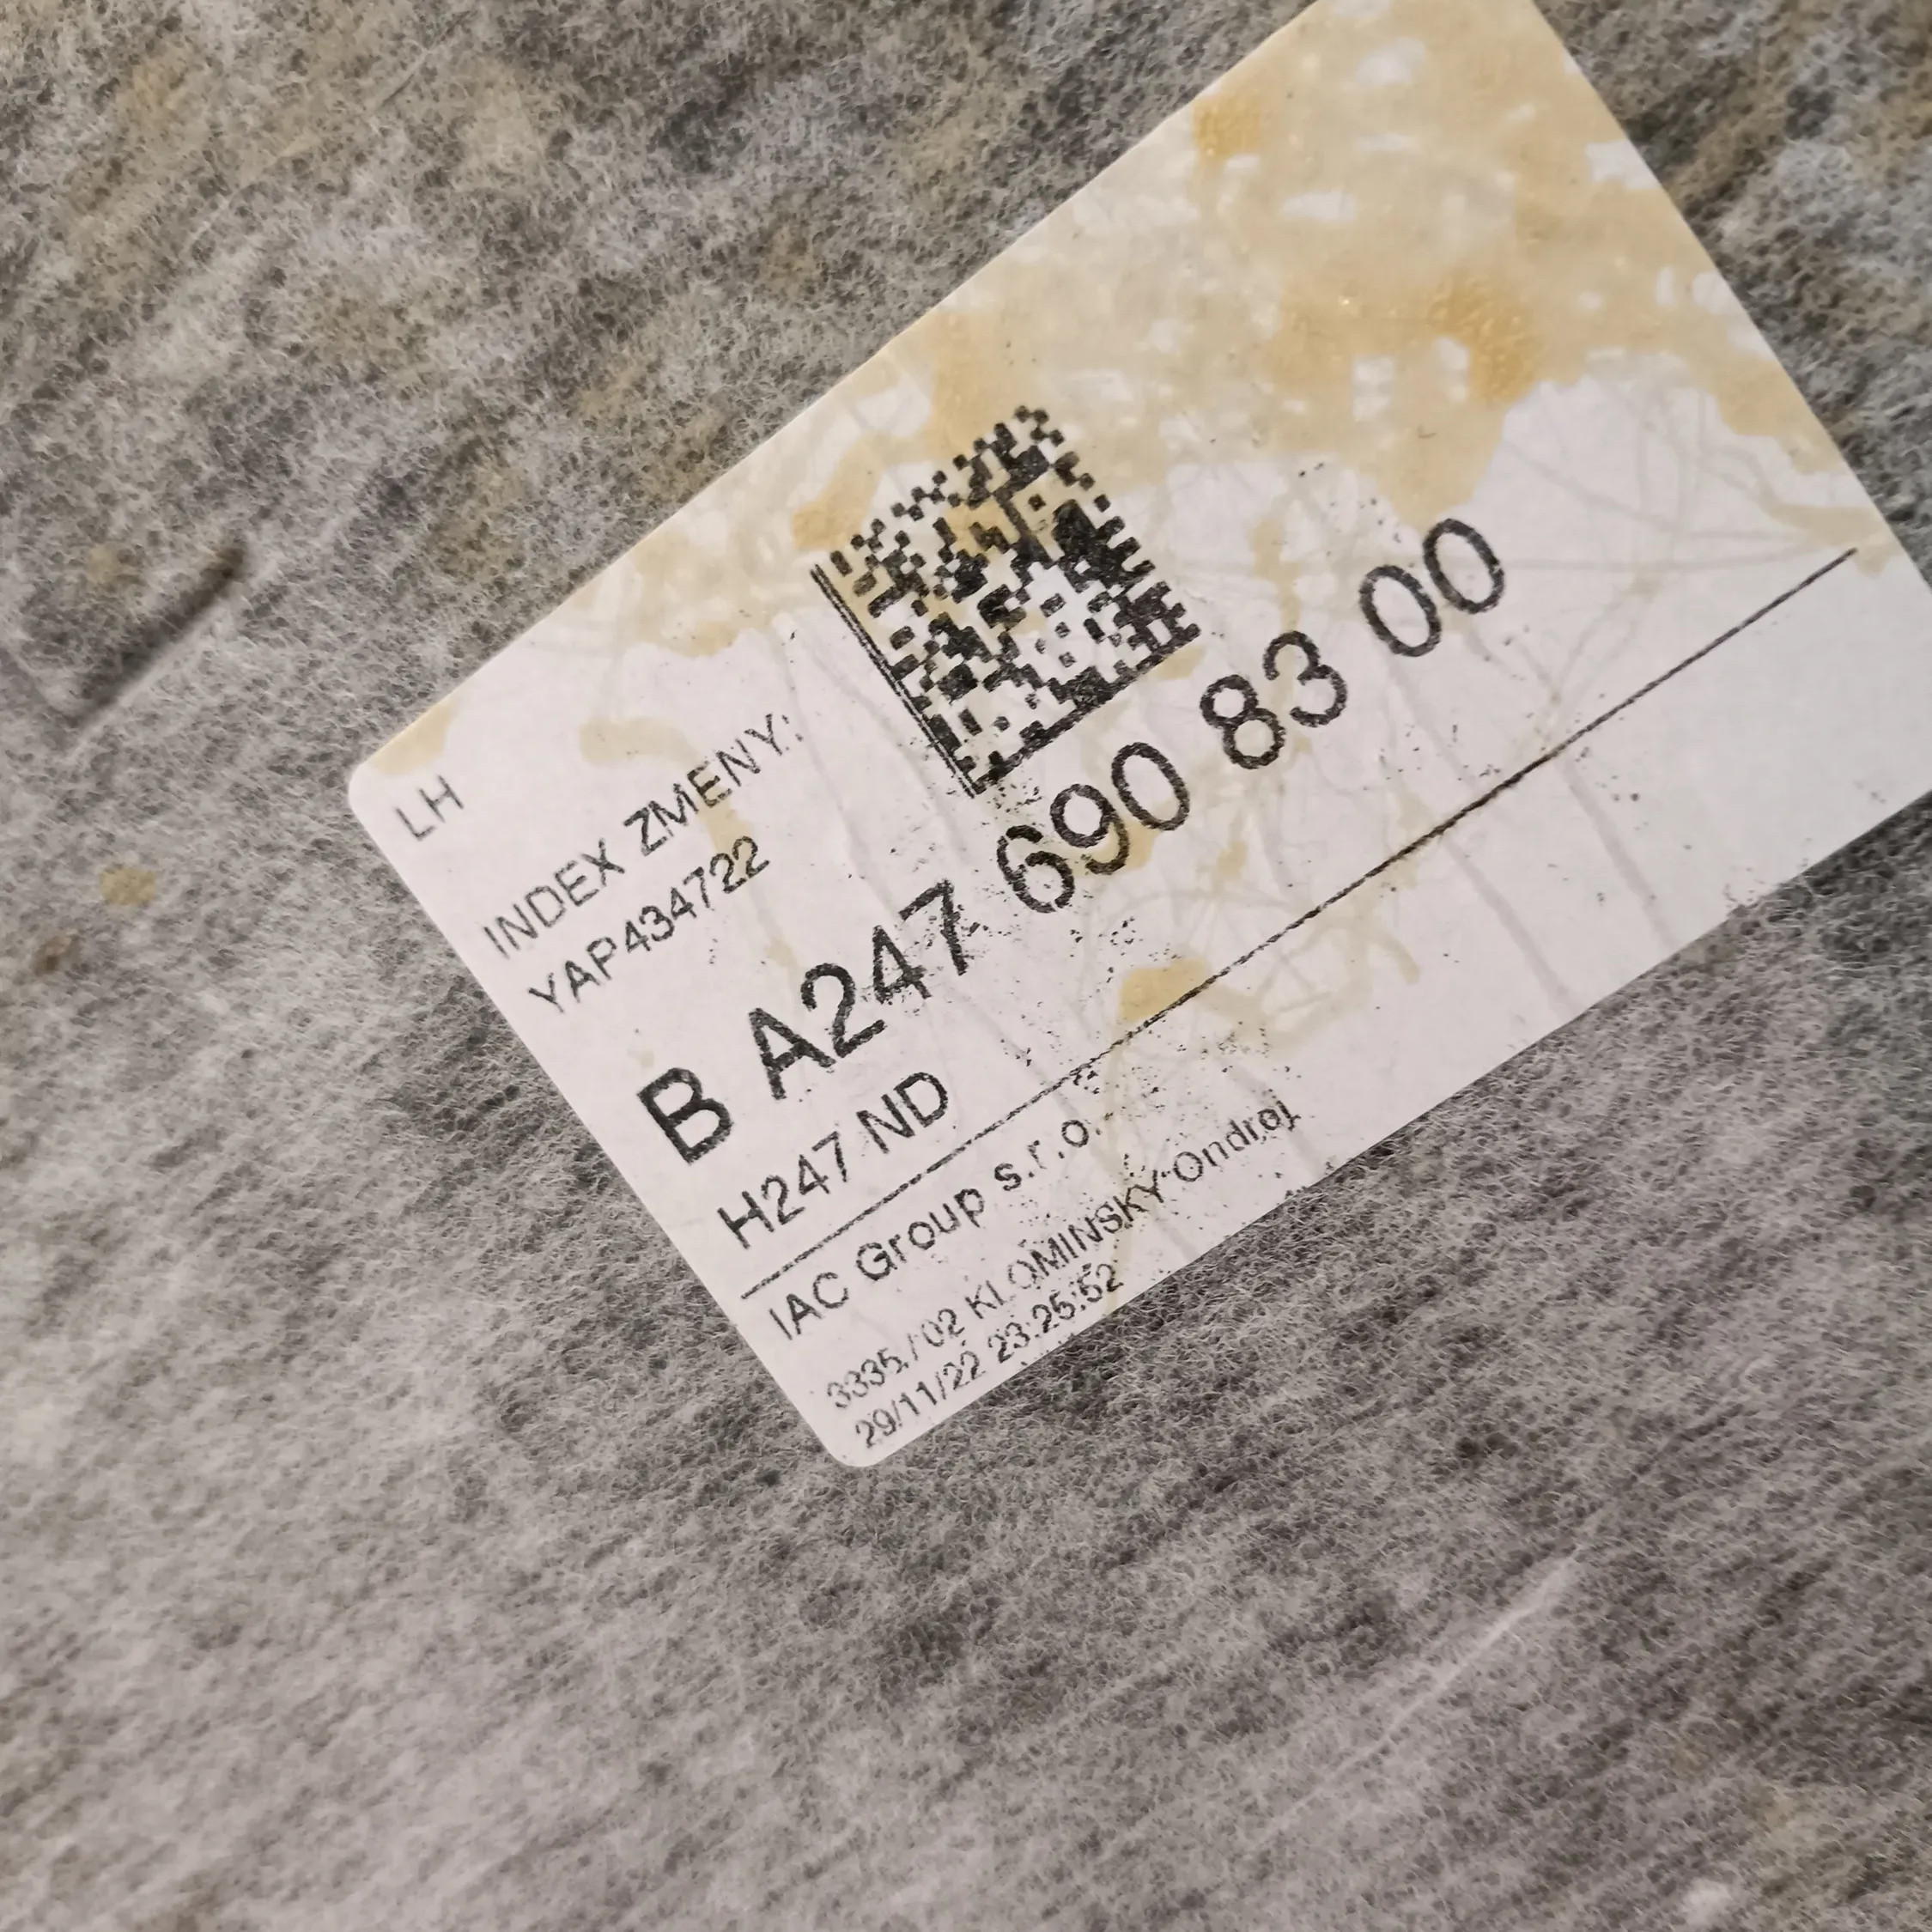 LH
INDEX ZMENY:
YAP434722
B A247 690 83 00
H247 ND
IAC Group s.r.o.
3335 / 02 KLOMINSKY Ondrej
29/11/22 23:25:52